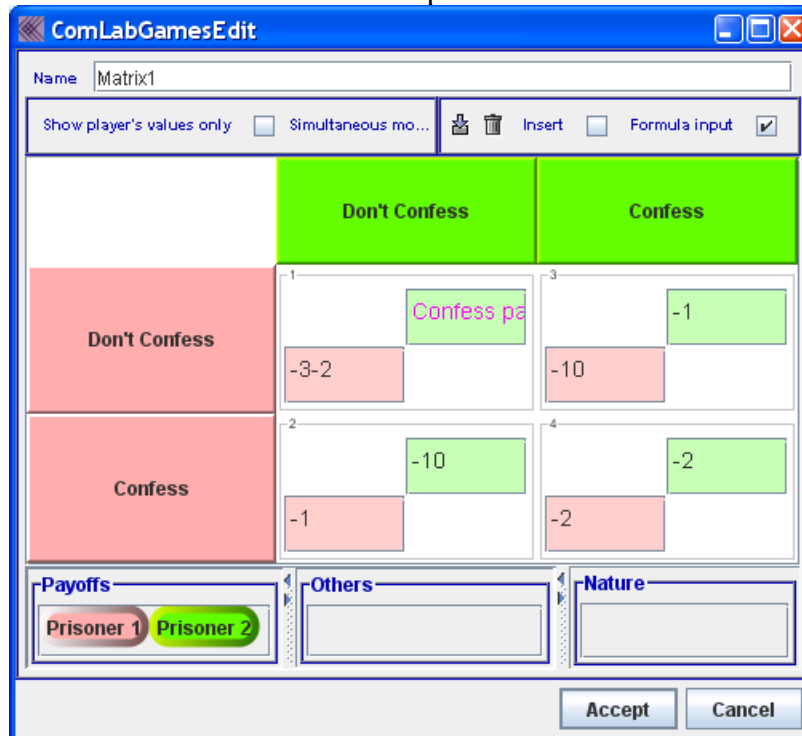 ComLabGamesEdit
Name Matrix1
Show player's values only Simultaneous mo... Insert Formula input
Don't Confess Confess
1 3
Confess pa -1
Don't Confess
-3-2 -10
2 4
-10 -2
Confess
-1 -2
Payoffs Others Nature
Prisoner 1 Prisoner 2
Accept Cancel